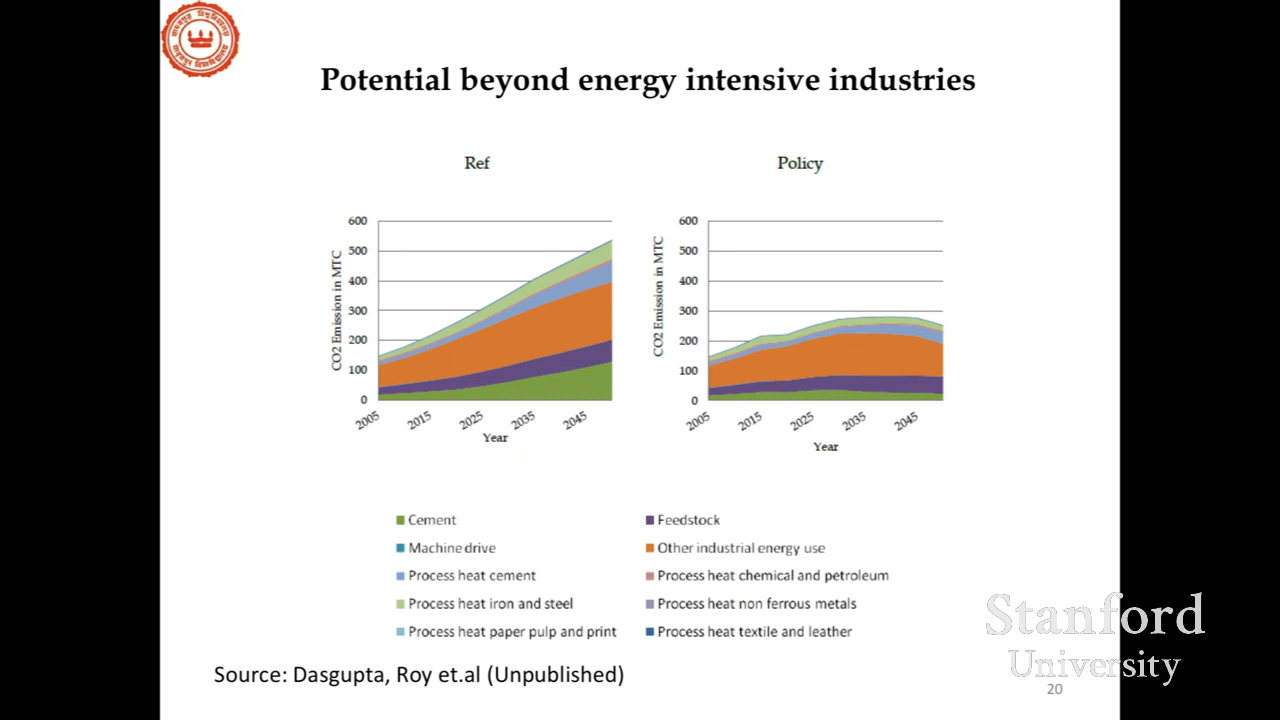 Potential beyond energy intensive industries
Ref
Policy
CO2 Emission in MTC
600
500
400
300
200
100
0
2005
2015
2025
2035
2045
Year
CO2 Emission in MTC
600
500
400
300
200
100
0
2005
2015
2025
2035
2045
Year
Cement
Feedstock
Machine drive
Other industrial energy use
Process heat cement
Process heat chemical and petroleum
Process heat iron and steel
Process heat non ferrous metals
Process heat paper pulp and print
Process heat textile and leather
Source: Dasgupta, Roy et.al (Unpublished)
Stanford
University
20